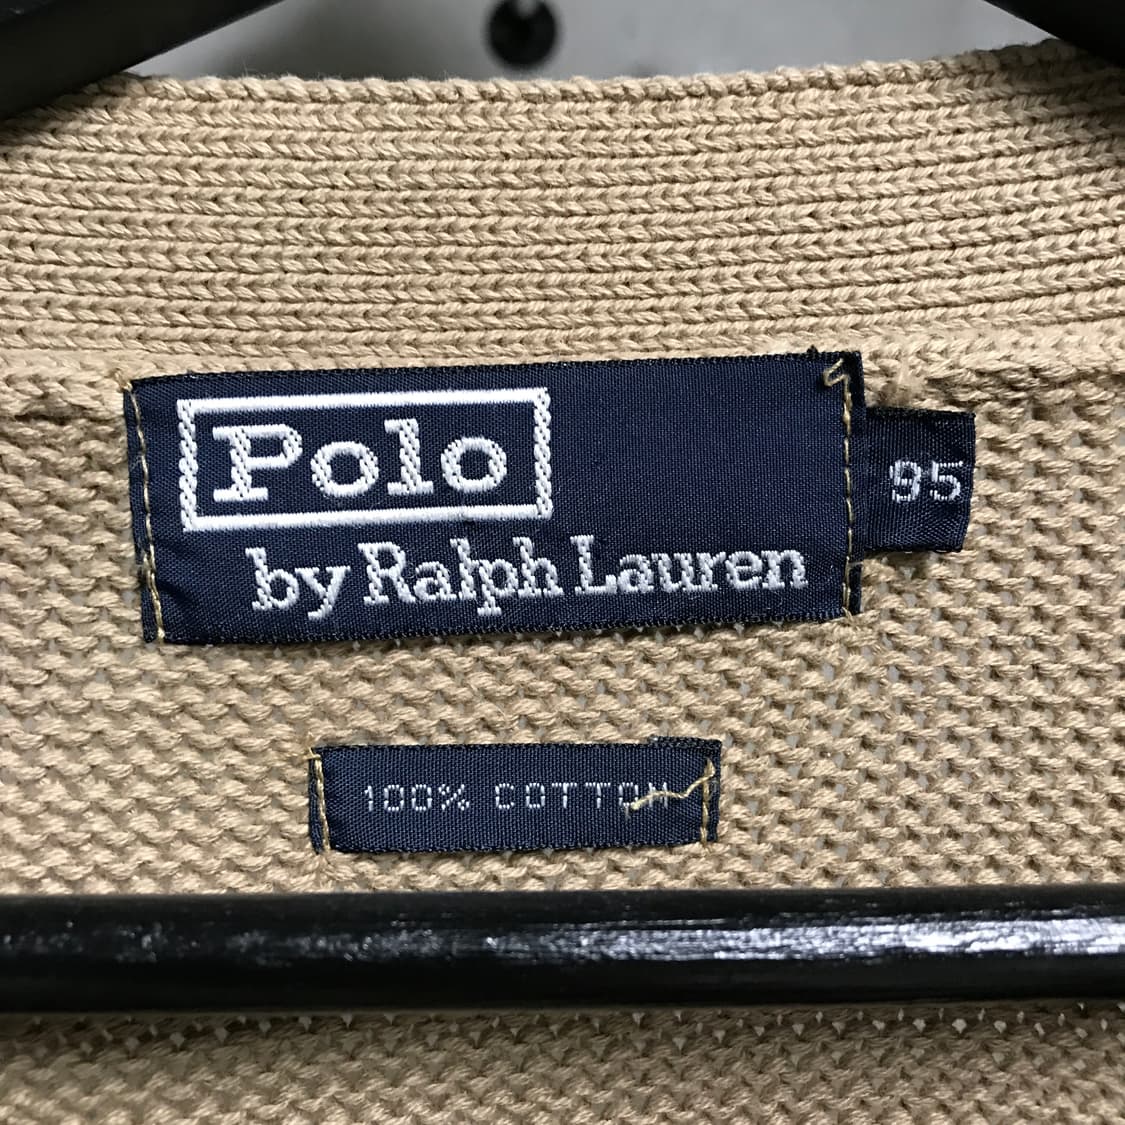 Polo
by Ralph Lauren
95
100% COTTON